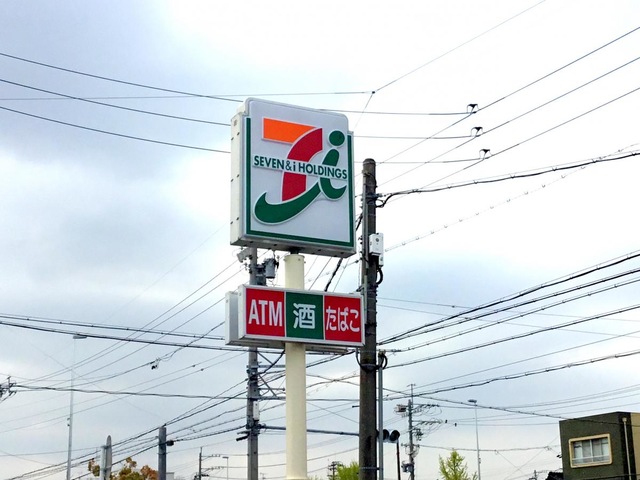 SEVEN&i HOLDINGS
ATM 酒 たばこ